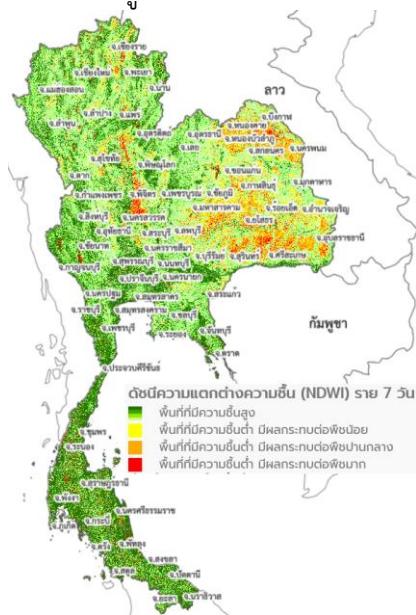 จ.เชียงราย
จ.เชียงใหม่
จ.พะเยา
จ.แม่ฮ่องสอน
จ.น่าน
ลาว
จ.ลำปาง
จ.แพร่
จ.ลำพูน
จ.อุตรดิตถ์
จ.อุดรธานี
จ.หนองคาย
จ.บึงกาฬ
จ.หนองบัวลำภู
จ.สุโขทัย
จ.เลย
จ.สกลนคร
จ.นครพนม
จ.พิษณุโลก
จ.ตาก
จ.ขอนแก่น
จ.มุกดาหาร
จ.กำแพงเพชร
จ.พิจิตร
จ.เพชรบูรณ์
จ.ชัยภูมิ
จ.กาฬสินธุ์
จ.มหาสารคาม
จ.ร้อยเอ็ด
จ.อำนาจเจริญ
จ.สิงห์บุรี
จ.นครสวรรค์
จ.ยโสธร
จ.อุทัยธานี
จ.สระบุรี
จ.ลพบุรี
จ.อุบลราชธานี
จ.ชัยนาท
จ.นครราชสีมา
จ.บุรีรัมย์
จ.สุรินทร์
จ.ศรีสะเกษ
จ.กาญจนบุรี
จ.สุพรรณบุรี
จ.นนทบุรี
จ.ปราจีนบุรี
จ.นครนายก
จ.นครปฐม
จ.สมุทรสาคร
จ.สระแก้ว
จ.ราชบุรี
จ.สมุทรสงคราม
จ.ชลบุรี
กัมพูชา
จ.เพชรบุรี
จ.ระยอง
จ.จันทบุรี
จ.ตราด
จ.ประจวบคีรีขันธ์
ดัชนีความแตกต่างความชื้น (NDWI) ราย 7 วัน
พื้นที่ที่มีความชื้นสูง
พื้นที่ที่มีความชื้นต่ำ มีผลกระทบต่อพืชน้อย
พื้นที่ที่มีความชื้นต่ำ มีผลกระทบต่อพืชปานกลาง
พื้นที่ที่มีความชื้นต่ำ มีผลกระทบต่อพืชมาก
จ.ชุมพร
จ.ระนอง
จ.สุราษฎรธานี
จ.พังงา
จ.นครศรีธรรมราช
จ.ภูเก็ต
จ.กระบี่
จ.ตรัง
จ.พัทลุง
จ.สงขลา
จ.สตูล
จ.ปัตตานี
จ.ยะลา
จ.นราธิวาส